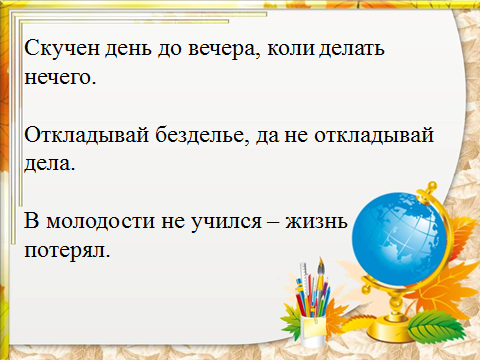 Скучен день до вечера, коли делать
нечего.
Откладывай безделье, да не откладывай
дела.
В молодости не учился – жизнь
потерял.